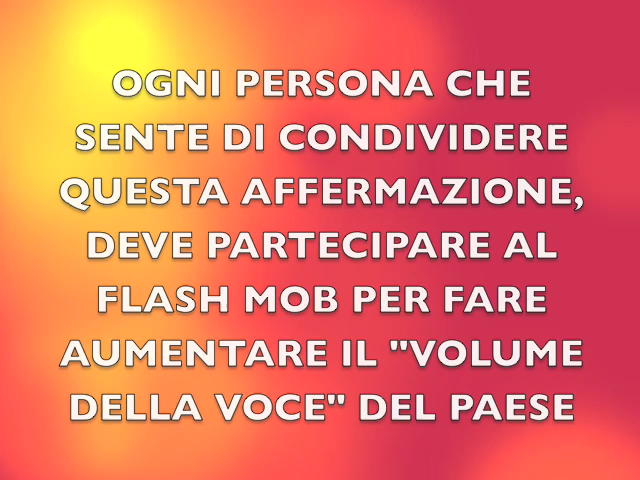 OGNI PERSONA CHE
SENTE DI CONDIVIDERE
QUESTA AFFERMAZIONE,
DEVE PARTECIPARE AL
FLASH MOB PER FARE
AUMENTARE IL "VOLUME
DELLA VOCE" DEL PAESE